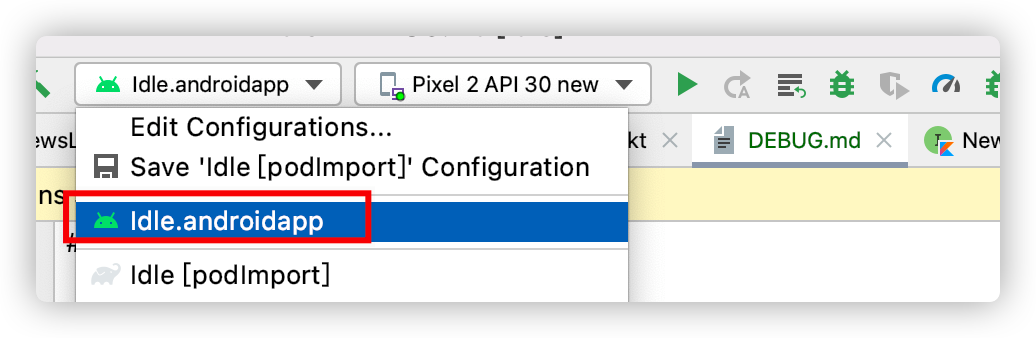 Idle.androidapp Pixel 2 API 30 new
Edit Configurations...
ewsL kt DEBUG.md New
Save 'Idle [podImport]' Configuration
ns
Idle.androidapp
#
Idle [podImport]